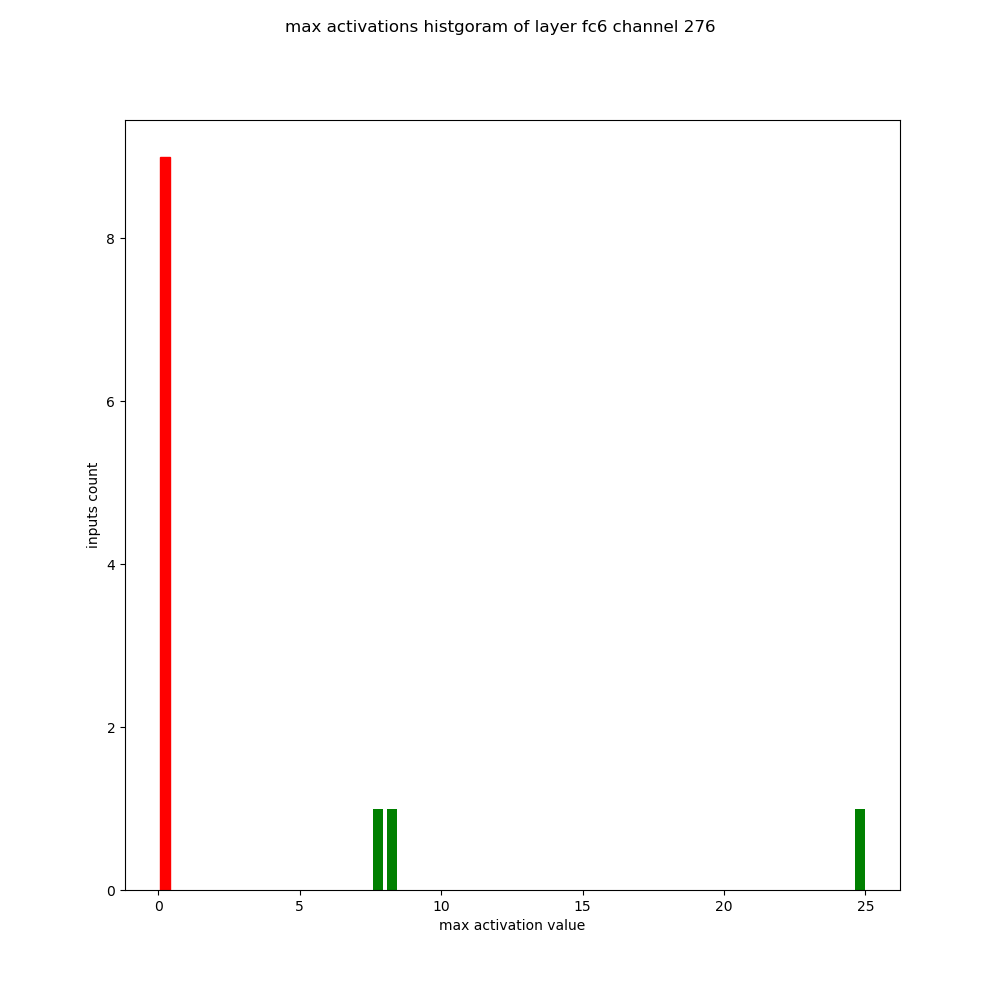 max activations histgoram of layer fc6 channel 276
8
6
4
2
0
inputs count
0 5 10 15 20 25
max activation value